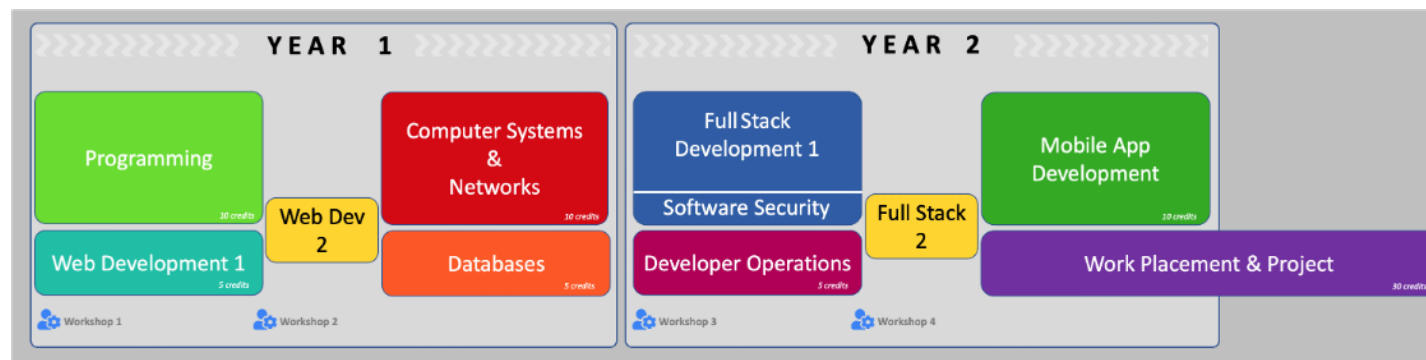 YEAR 1
Programming
10 credits
Web Development 1
5 credits
Web Dev
2
Computer Systems
&
Networks
10 credits
Databases
5 credits
Workshop 1
Workshop 2
YEAR 2
Full Stack
Development 1
Software Security
Developer Operations
5 credits
Full Stack
2
Mobile App
Development
10 credits
Work Placement & Project
30 credits
Workshop 3
Workshop 4